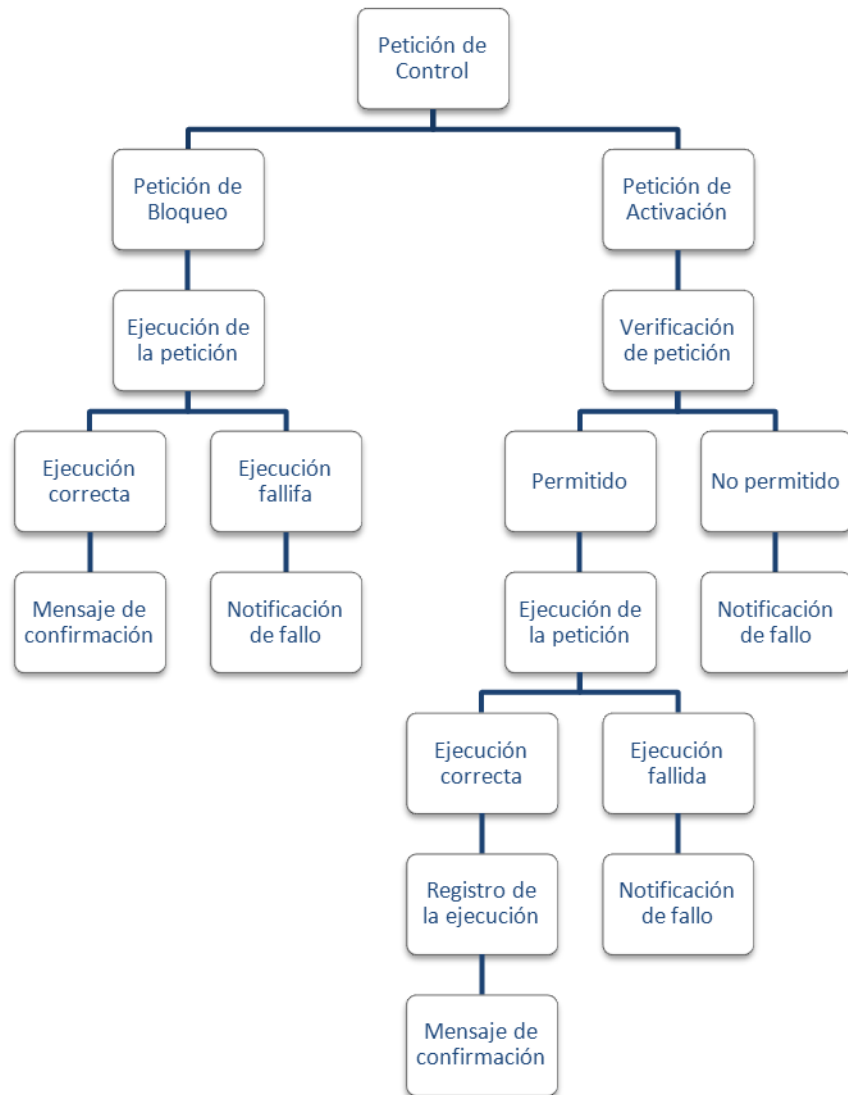 Petición de
Control
Petición de
Bloqueo
Petición de
Activación
Ejecución de
la petición
Verificación
de petición
Ejecución
correcta
Ejecución
fallifa
Permitido
No permitido
Mensaje de
confirmación
Notificación
de fallo
Ejecución de
la petición
Notificación
de fallo
Ejecución
correcta
Ejecución
fallida
Registro de
la ejecución
Notificación
de fallo
Mensaje de
confirmación